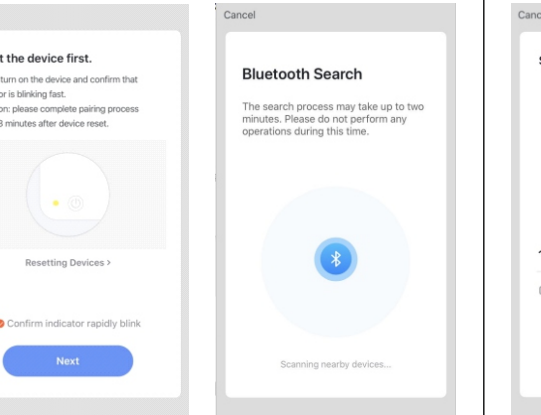 t the device first.
turn on the device and confirm that
or is blinking fast.
on: please complete pairing process
3 minutes after device reset.
Resetting Devices >
Confirm indicator rapidly blink
Next
Cancel
Bluetooth Search
The search process may take up to two
minutes. Please do not perform any
operations during this time.
Scanning nearby devices...
Canc